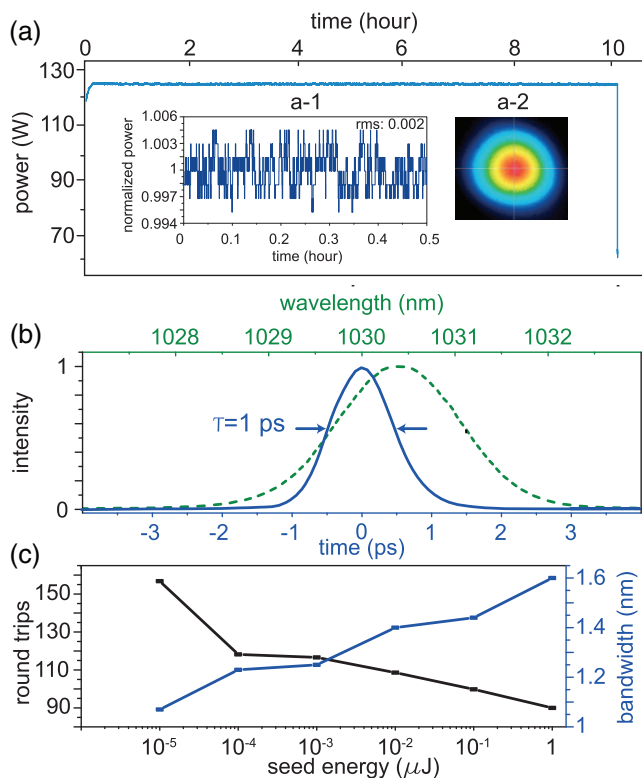 (a)
time (hour)
0 2 4 6 8 10
130
110
90
70
power (W)
a-1
a-2
1.006
1.003
1
0.997
0.994
normalized power
rms: 0.002
0 0.1 0.2 0.3 0.4 0.5
time (hour)
wavelength (nm)
(b)
1028 1029 1030 1031 1032
1
0
intensity
τ=1 ps
-3 -2 -1 0 1 2 3
time (ps)
(c)
150
130
110
90
round trips
1.6
1.4
1.2
1
bandwidth (nm)
10-5 10-4 10-3 10-2 10-1 1
seed energy (μJ)